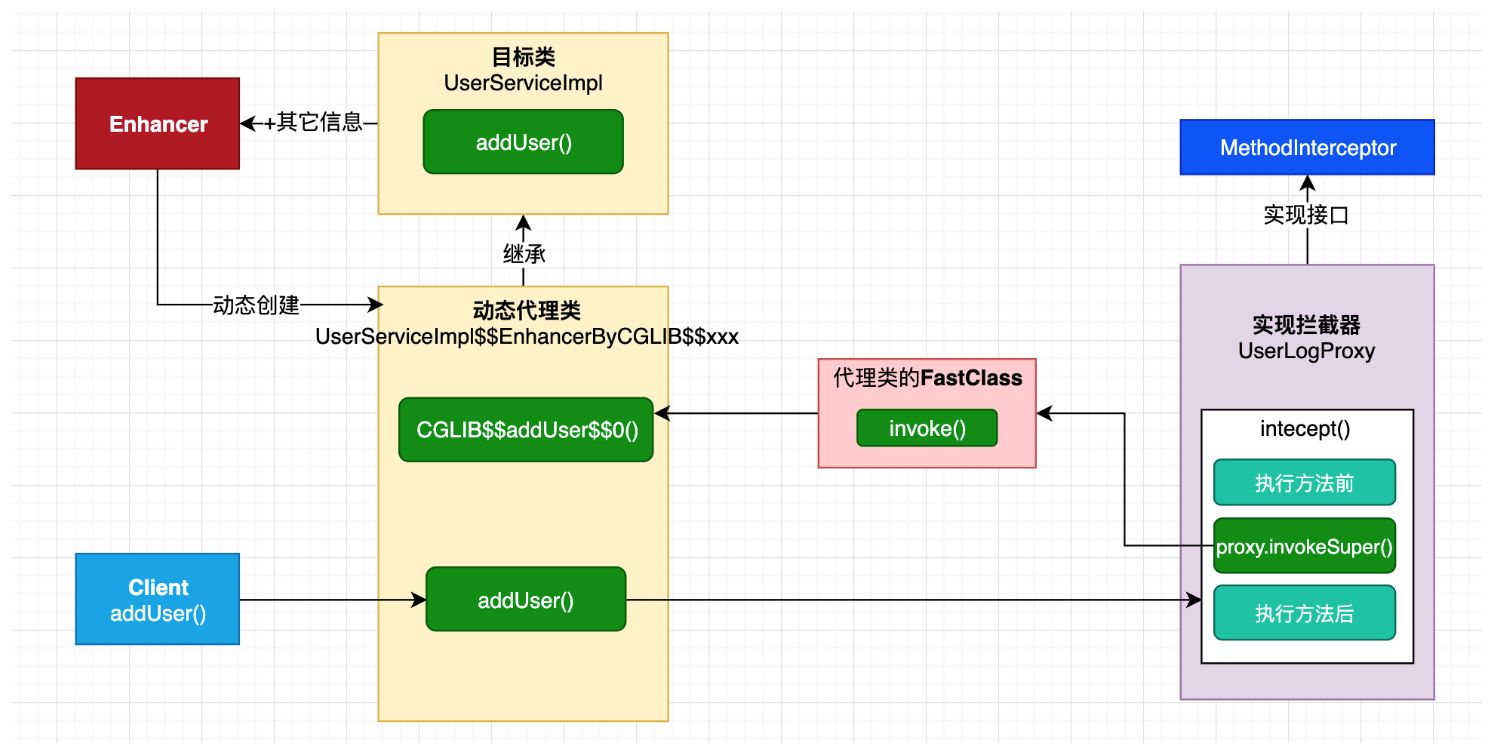 目标类
UserServiceImpl
addUser()
Enhancer
+其它信息
继承
动态创建
动态代理类
UserServiceImpl$$EnhancerByCGLIB$$xxx
CGLIB$$addUser$$0()
addUser()
Client
addUser()
代理类的FastClass
invoke()
MethodInterceptor
实现接口
实现拦截器
UserLogProxy
intecept()
执行方法前
proxy.invokeSuper()
执行方法后